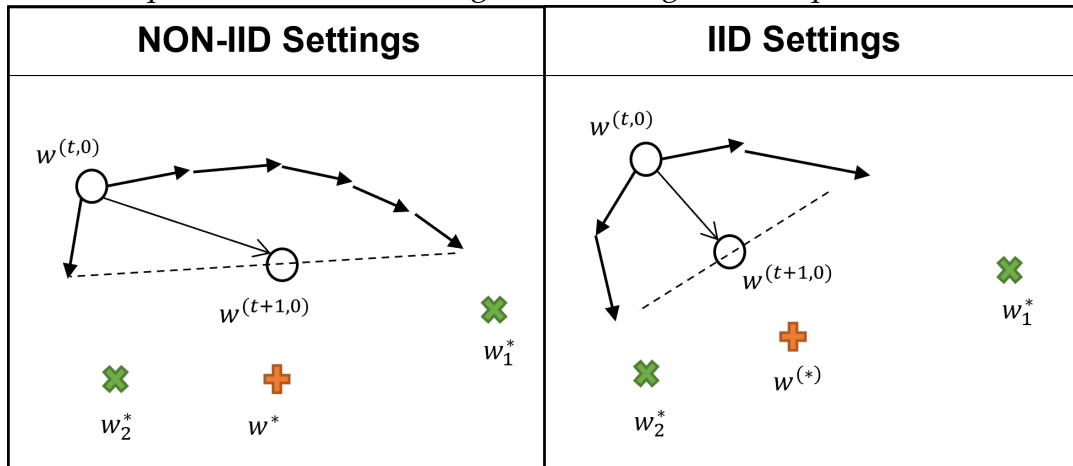 NON-IID Settings
IID Settings
w^{(t,0)}
w^{(t+1,0)}
w_1^*
w_2^*
w^*
w^{(t,0)}
w^{(t+1,0)}
w_1^*
w^{(*)}
w_2^*